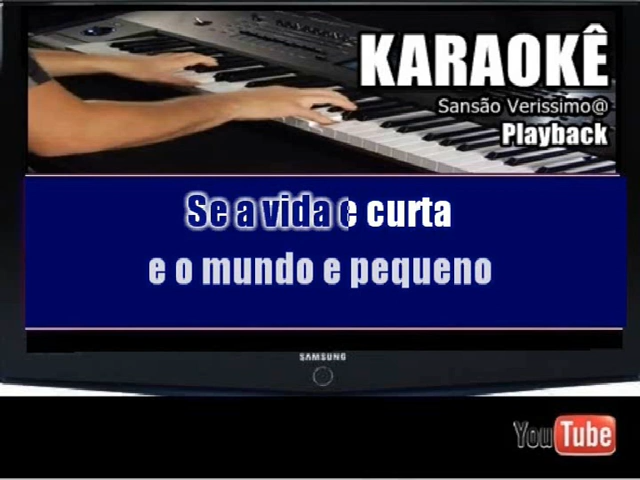 KARAOKÊ
Sansão Verissimo@
Playback
Se a vida e curta
e o mundo e pequeno
SAMSUNG
YouTube